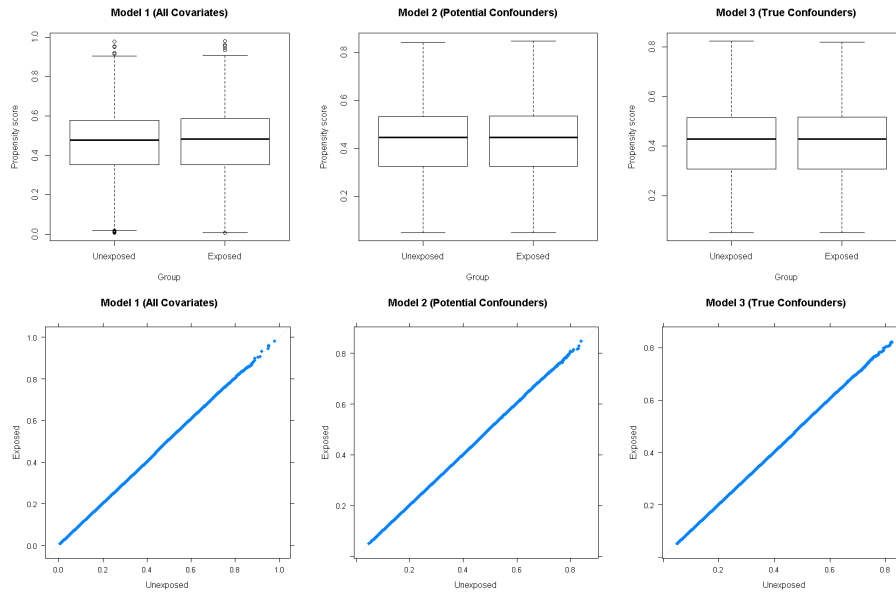 Model 1 (All Covariates)
Propensity score
0.0
0.2
0.4
0.6
0.8
1.0
Unexposed
Exposed
Group
Model 2 (Potential Confounders)
Propensity score
0.2
0.4
0.6
0.8
Unexposed
Exposed
Group
Model 3 (True Confounders)
Propensity score
0.2
0.4
0.6
0.8
Unexposed
Exposed
Group
Model 1 (All Covariates)
Exposed
1.0
0.8
0.6
0.4
0.2
0.0
0.0 0.2 0.4 0.6 0.8 1.0
Unexposed
Model 2 (Potential Confounders)
Exposed
0.8
0.6
0.4
0.2
0.2 0.4 0.6 0.8
Unexposed
Model 3 (True Confounders)
Exposed
0.8
0.6
0.4
0.2
0.2 0.4 0.6 0.8
Unexposed